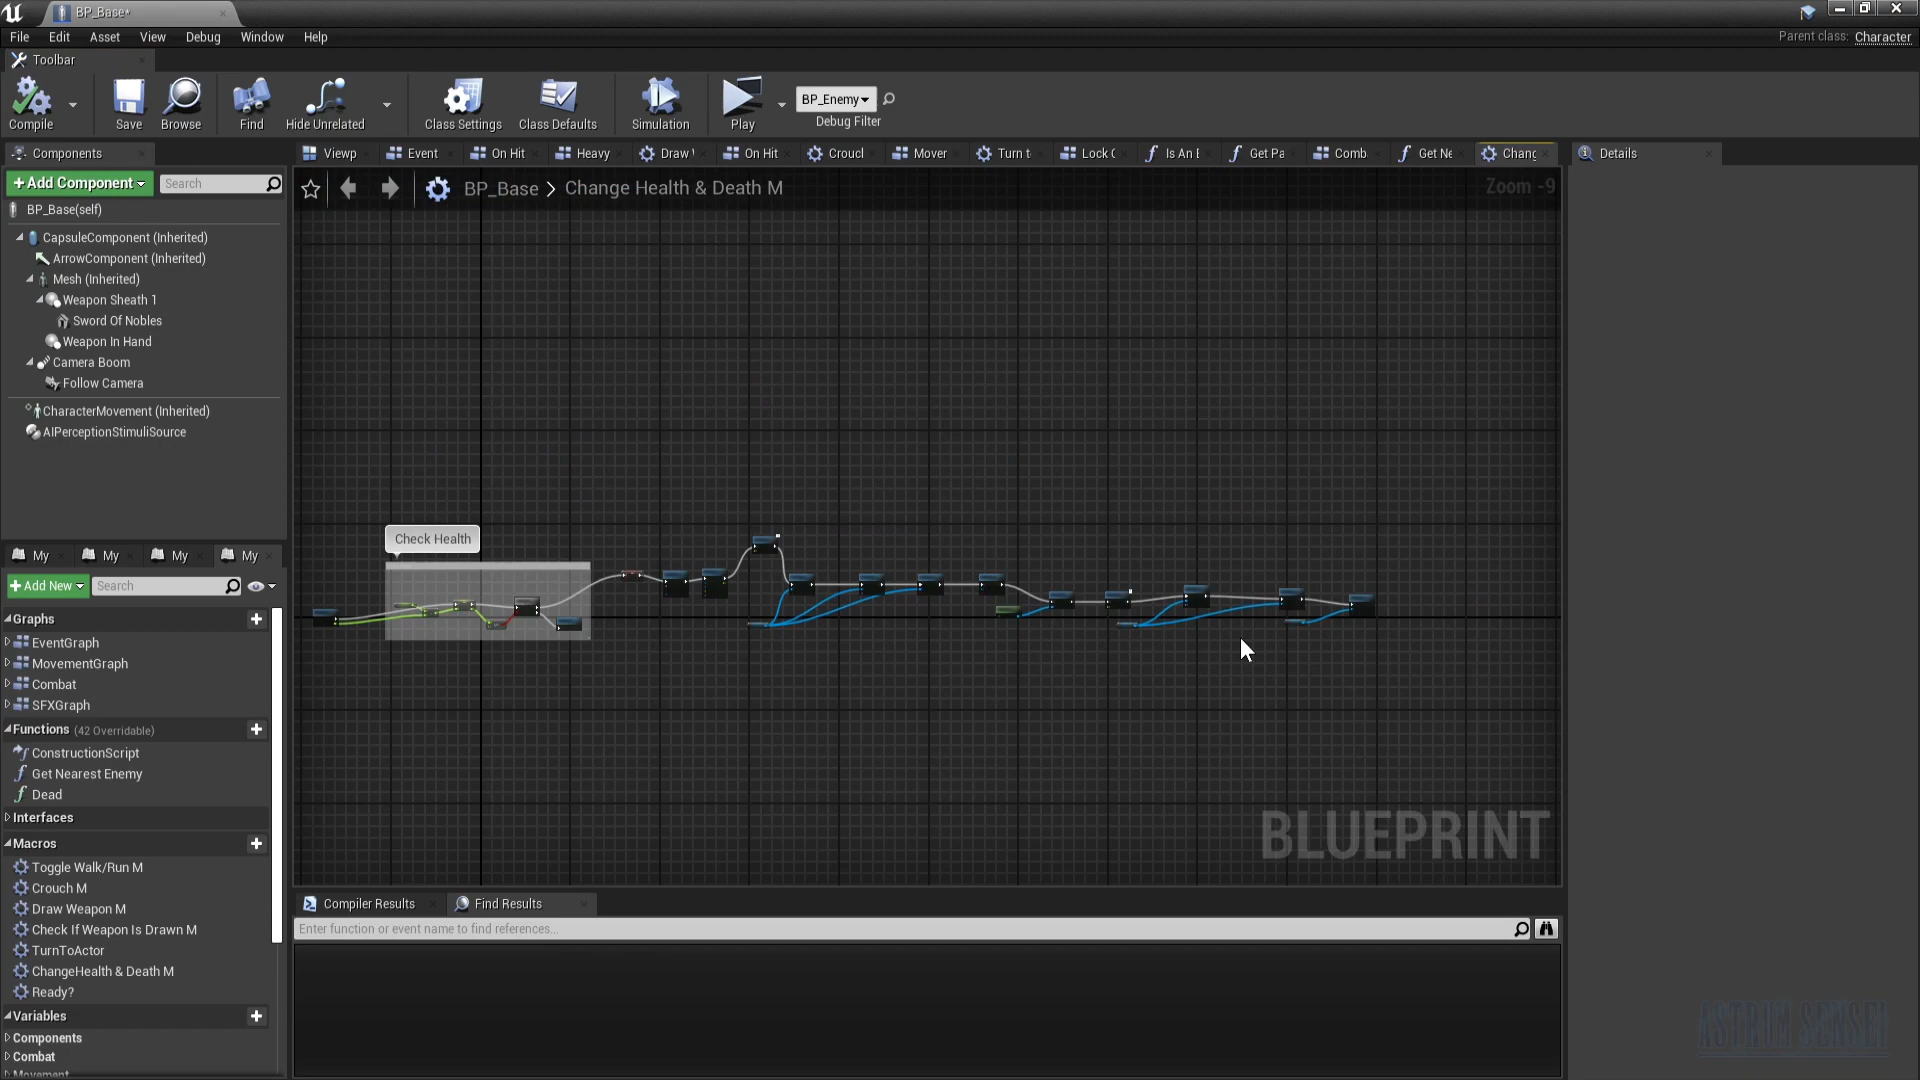 BP_Base*
File Edit Asset View Debug Window Help
Parent class: Character
Toolbar
Compile Save Browse Find Hide Unrelated Class Settings Class Defaults Simulation Play
BP_Enemy
Debug Filter
Components
Viewp Event On Hit Heavy Draw On Hit Croucl Mover Turn t Lock Is An E Get Pa Comb Get Ne Chang
Details
+Add Component Search
BP_Base > Change Health & Death M
Zoom -9
BP_Base(self)
CapsuleComponent (Inherited)
ArrowComponent (Inherited)
Mesh (Inherited)
Weapon Sheath 1
Sword Of Nobles
Weapon In Hand
Camera Boom
Follow Camera
CharacterMovement (Inherited)
AIPerceptionStimuliSource
Check Health
My My My My
+Add New Search
Graphs
EventGraph
MovementGraph
Combat
SFXGraph
Functions (42 Overridable)
ConstructionScript
Get Nearest Enemy
Dead
Interfaces
Macros
Toggle Walk/Run M
Crouch M
Draw Weapon M
Check If Weapon Is Drawn M
TurnToActor
ChangeHealth & Death M
Ready?
Variables
Components
Combat
Movement
BLUEPRINT
Compiler Results Find Results
Enter function or event name to find references...
ASTRUM SENSEI